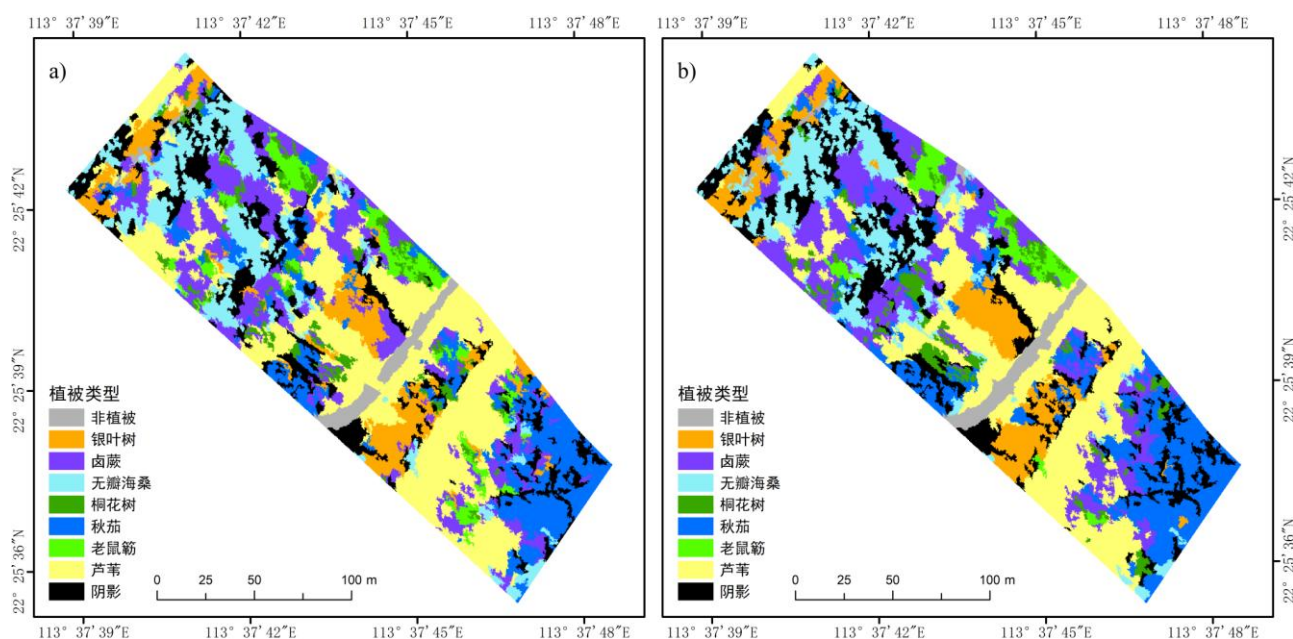 113° 37′39″E 113° 37′42″E 113° 37′45″E 113° 37′48″E
a)
22° 25′42″N
22° 25′39″N
22° 25′36″N
植被类型
非植被
银叶树
卤蕨
无瓣海桑
桐花树
秋茄
老鼠簕
芦苇
阴影
0 25 50 100 m
113° 37′39″E 113° 37′42″E 113° 37′45″E 113° 37′48″E
113° 37′39″E 113° 37′42″E 113° 37′45″E 113° 37′48″E
b)
22° 25′42″N
22° 25′39″N
22° 25′36″N
植被类型
非植被
银叶树
卤蕨
无瓣海桑
桐花树
秋茄
老鼠簕
芦苇
阴影
0 25 50 100 m
113° 37′39″E 113° 37′42″E 113° 37′45″E 113° 37′48″E